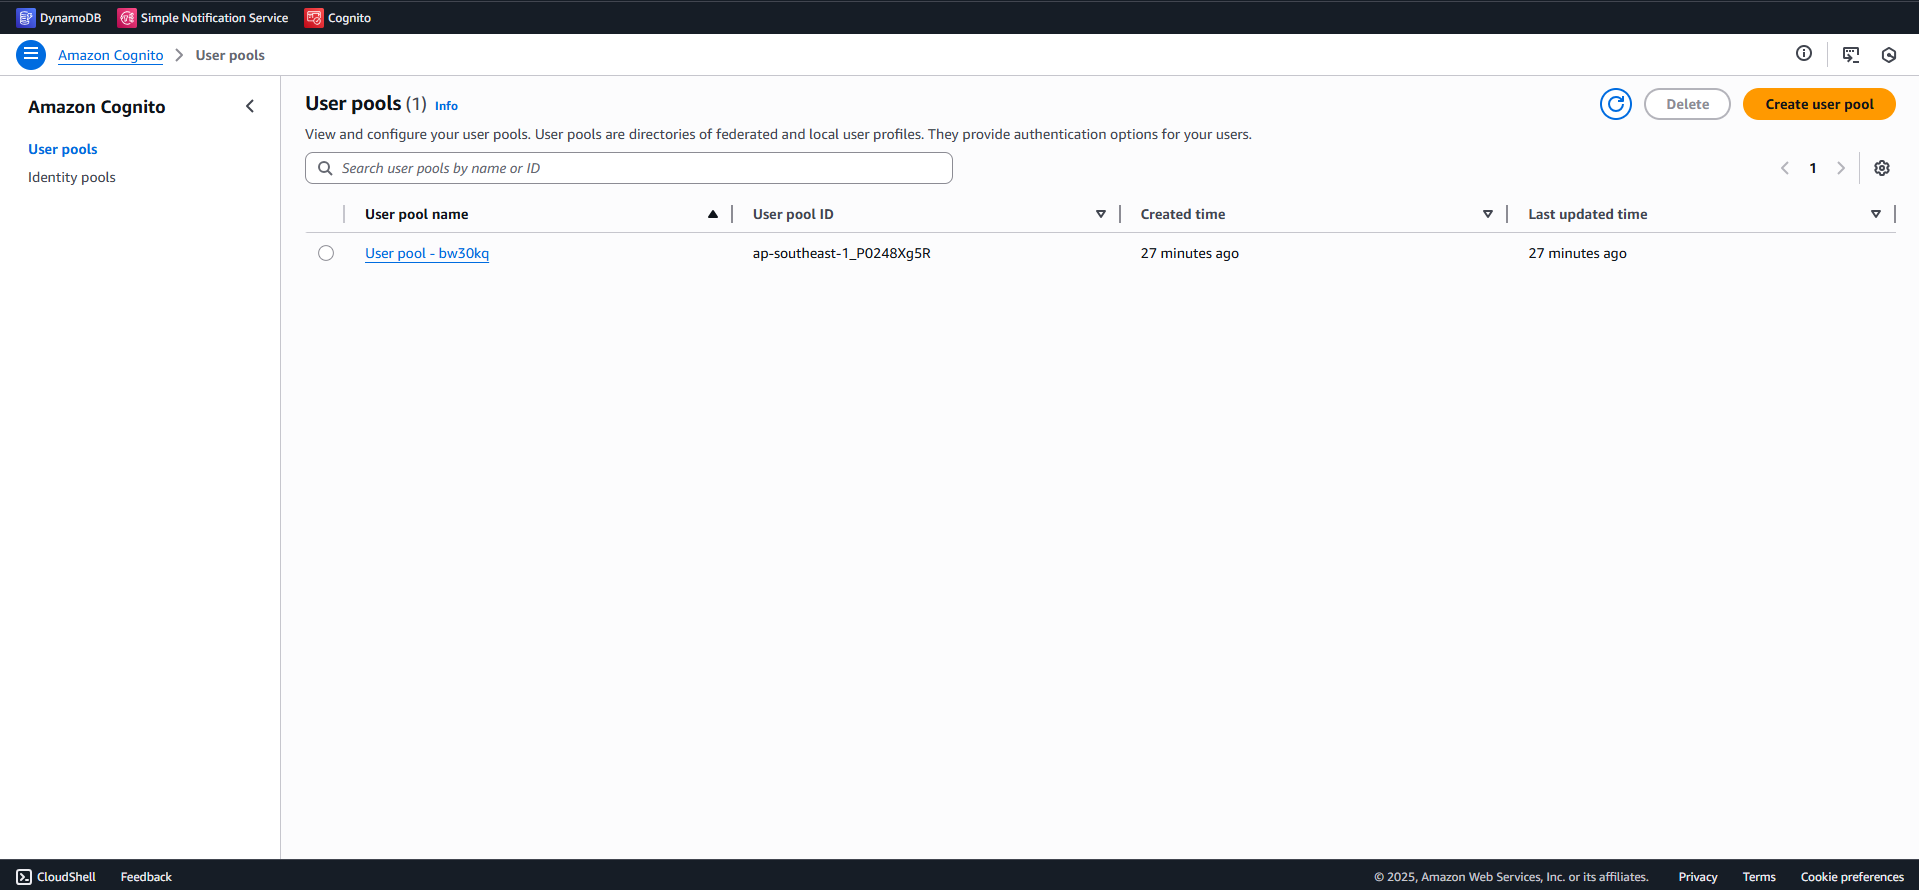 DynamoDB Simple Notification Service Cognito
Amazon Cognito > User pools
Amazon Cognito
User pools
Identity pools
User pools (1) Info
Delete
Create user pool
View and configure your user pools. User pools are directories of federated and local user profiles. They provide authentication options for your users.
Search user pools by name or ID
1
User pool name User pool ID Created time Last updated time
User pool - bw30kq ap-southeast-1_P0248Xg5R 27 minutes ago 27 minutes ago
CloudShell Feedback © 2025, Amazon Web Services, Inc. or its affiliates. Privacy Terms Cookie preferences